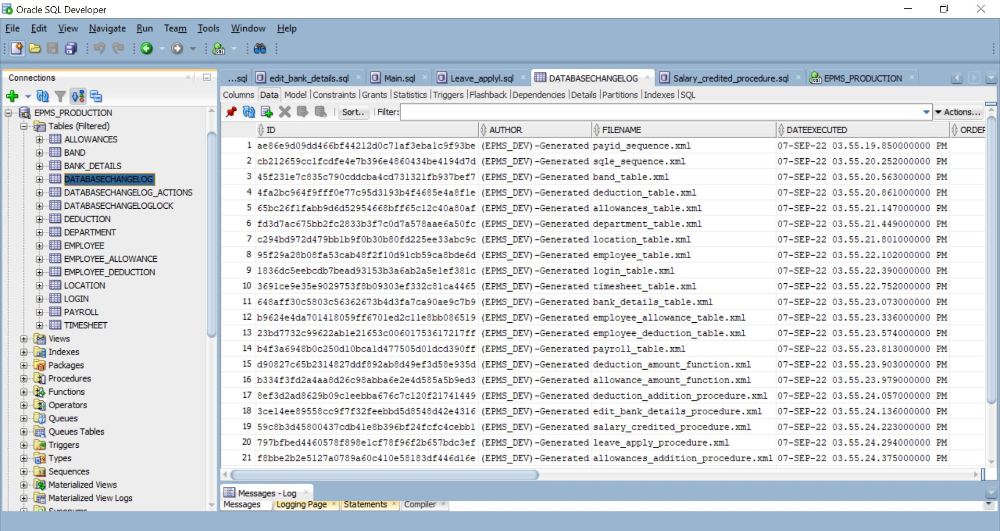 Oracle SQL Developer
File Edit View Navigate Run Team Tools Window Help
Connections
...sql edit_bank_details.sql Main.sql Leave_applyl.sql DATABASECHANGELOG Salary_credited_procedure.sql EPMS_PRODUCTION
Columns Data Model Constraints Grants Statistics Triggers Flashback Dependencies Details Partitions Indexes SQL
Sort.. Filter: Actions...
EPMS_PRODUCTION
Tables (Filtered)
ALLOWANCES
BAND
BANK_DETAILS
DATABASECHANGELOG
DATABASECHANGELOG_ACTIONS
DATABASECHANGELOGLOCK
DEDUCTION
DEPARTMENT
EMPLOYEE
EMPLOYEE_ALLOWANCE
EMPLOYEE_DEDUCTION
LOCATION
LOGIN
PAYROLL
TIMESHEET
Views
Indexes
Packages
Procedures
Functions
Operators
Queues
Queues Tables
Triggers
Types
Sequences
Materialized Views
Materialized View Logs
Synonyms
ID AUTHOR FILENAME DATEEXECUTED ORDER
1 ae86e9d09dd466bf44212d0c71af3eba1c9f93be (EPMS_DEV)-Generated payid_sequence.xml 07-SEP-22 03.55.19.850000000 PM
2 cb212659cc1fcdfe4e7b396e4860434be4194d7d (EPMS_DEV)-Generated sqle_sequence.xml 07-SEP-22 03.55.20.252000000 PM
3 45f231e7c835c790cddcba4cd731321fb937bef7 (EPMS_DEV)-Generated band_table.xml 07-SEP-22 03.55.20.563000000 PM
4 4fa2bc964f9fff0e77c95d3193b4f4685e4a8f1e (EPMS_DEV)-Generated deduction_table.xml 07-SEP-22 03.55.20.861000000 PM
5 65bc26f1fabb9d6d52954668bff65c12c40a80af (EPMS_DEV)-Generated allowances_table.xml 07-SEP-22 03.55.21.147000000 PM
6 fd3d7ac675bb2fc2833b3f7c0d7a578aae6a50fc (EPMS_DEV)-Generated department_table.xml 07-SEP-22 03.55.21.449000000 PM
7 c294bd972d479bb1b9f0b30b80fd225ee33abc9c (EPMS_DEV)-Generated location_table.xml 07-SEP-22 03.55.21.801000000 PM
8 95f29a28b08fa53cab48f2f10d91cb59ca8bde6d (EPMS_DEV)-Generated employee_table.xml 07-SEP-22 03.55.22.102000000 PM
9 1836dc5eebcdb7bead93153b3a6ab2a5e1ef381c (EPMS_DEV)-Generated login_table.xml 07-SEP-22 03.55.22.390000000 PM
10 3691ce9e35e9029753f8b09303ef332c81ca4465 (EPMS_DEV)-Generated timesheet_table.xml 07-SEP-22 03.55.22.752000000 PM
11 648aff30c5803c56362673b4d3fa7ca90ae9c7b9 (EPMS_DEV)-Generated bank_details_table.xml 07-SEP-22 03.55.23.073000000 PM
12 b9624e4da701418059ff6701ed2c11e8bb086519 (EPMS_DEV)-Generated employee_allowance_table.xml 07-SEP-22 03.55.23.336000000 PM
13 23bd7732c99622ab1e21653c00601753617217ff (EPMS_DEV)-Generated employee_deduction_table.xml 07-SEP-22 03.55.23.574000000 PM
14 b4f3a6948b0c250d10bca1d477505d01dcd390ff (EPMS_DEV)-Generated payroll_table.xml 07-SEP-22 03.55.23.813000000 PM
15 d90827c65b2314827ddf892ab8d49ef3d58e935d (EPMS_DEV)-Generated deduction_amount_function.xml 07-SEP-22 03.55.23.903000000 PM
16 b334f3fd2a4aa8d26c98abba6e2e4d585a5b9ed3 (EPMS_DEV)-Generated allowance_amount_function.xml 07-SEP-22 03.55.23.979000000 PM
17 8ef3d2ad8629b09c1eebba676c7c120f21741449 (EPMS_DEV)-Generated deduction_addition_procedure.xml 07-SEP-22 03.55.24.057000000 PM
18 3ce14ee89558cc9f7f32feebbd5d8548d42e4316 (EPMS_DEV)-Generated edit_bank_details_procedure.xml 07-SEP-22 03.55.24.136000000 PM
19 59c8b3d45800437cdb41e8b396bf24fcfc4cebb1 (EPMS_DEV)-Generated salary_credited_procedure.xml 07-SEP-22 03.55.24.223000000 PM
20 797bfbed4460578f898e1cf78f96f2b657bdc3ef (EPMS_DEV)-Generated leave_apply_procedure.xml 07-SEP-22 03.55.24.294000000 PM
21 f8bbe2b2e5127a0789a60c410e58183df446d16e (EPMS_DEV)-Generated allowances_addition_procedure.xml 07-SEP-22 03.55.24.375000000 PM
Messages - Log
Messages Logging Page Statements Compiler